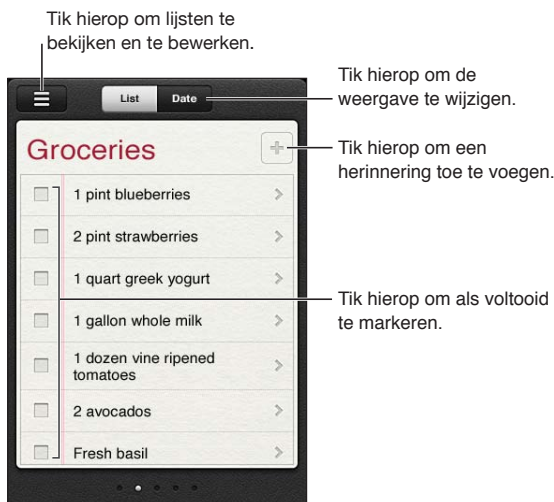 Tik hierop om lijsten te
bekijken en te bewerken.
List
Date
Tik hierop om de
weergave te wijzigen.
Groceries
Tik hierop om een
herinnering toe te voegen.
1 pint blueberries
2 pint strawberries
1 quart greek yogurt
1 gallon whole milk
Tik hierop om als voltooid
te markeren.
1 dozen vine ripened
tomatoes
2 avocados
Fresh basil